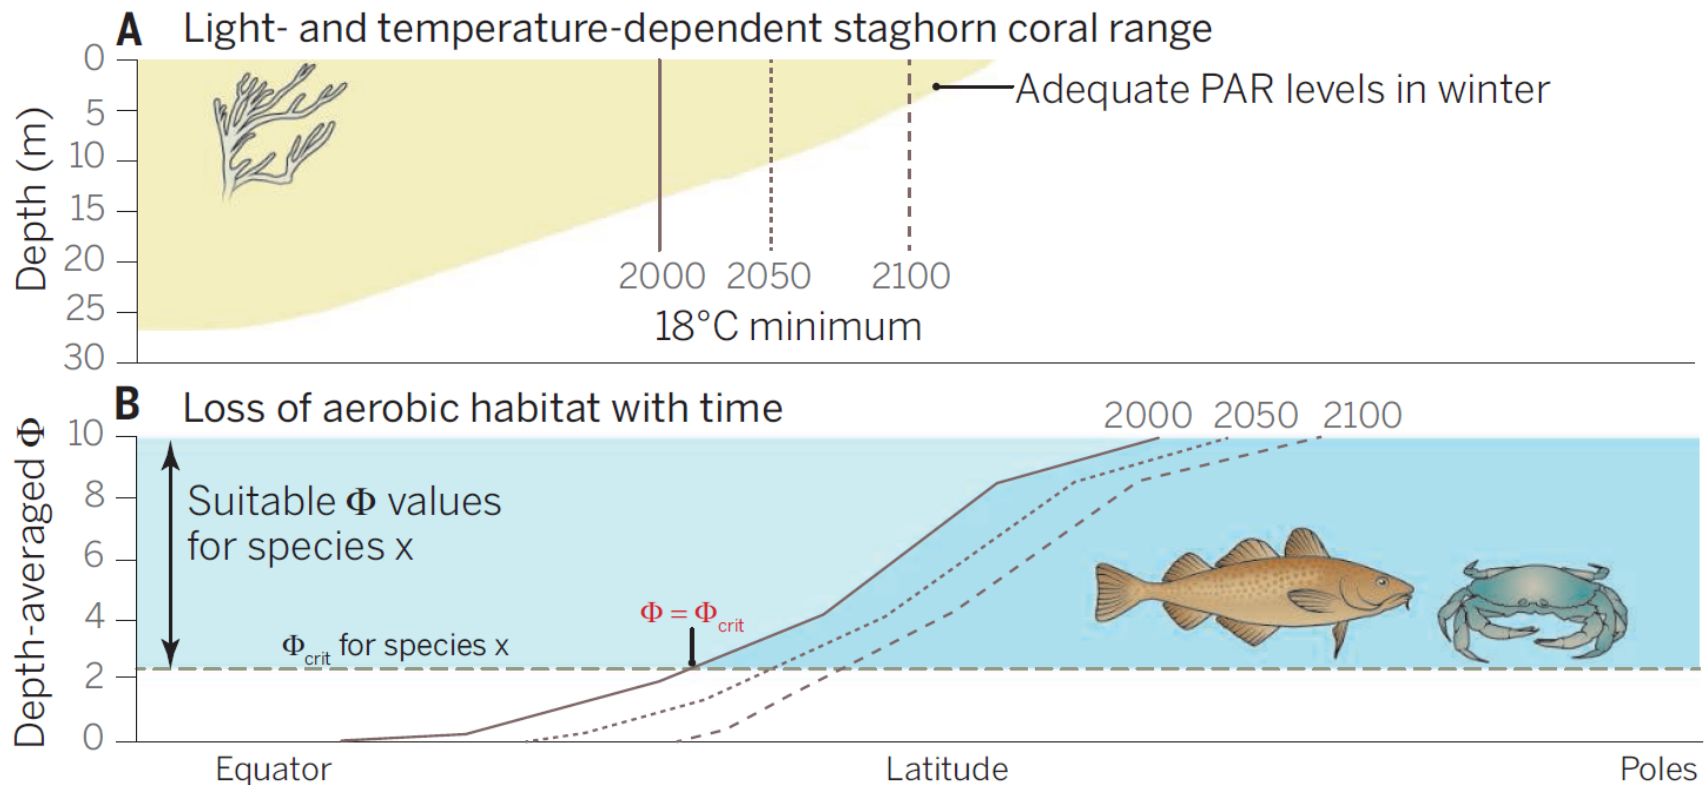 A Light- and temperature-dependent staghorn coral range
Depth (m)
0
5
10
15
20
25
30
Adequate PAR levels in winter
2000 2050 2100
18°C minimum
B Loss of aerobic habitat with time
Depth-averaged Φ
10
8
6
4
2
0
2000 2050 2100
Suitable Φ values
for species x
Φ = Φcrit
Φcrit for species x
Equator Latitude Poles